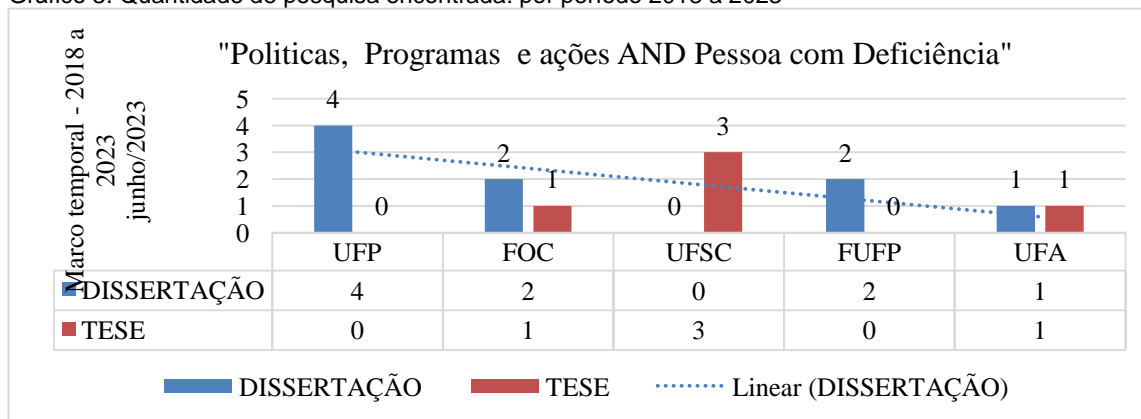 "Politicas, Programas e ações AND Pessoa com Deficiência"
Marco temporal - 2018 a
2023
junho/2023
5
4
3
2
1
0
4
0
2
1
0
3
2
0
1
1
UFP FOC UFSC FUFP UFA
DISSERTAÇÃO 4 2 0 2 1
TESE 0 1 3 0 1
DISSERTAÇÃO TESE Linear (DISSERTAÇÃO)